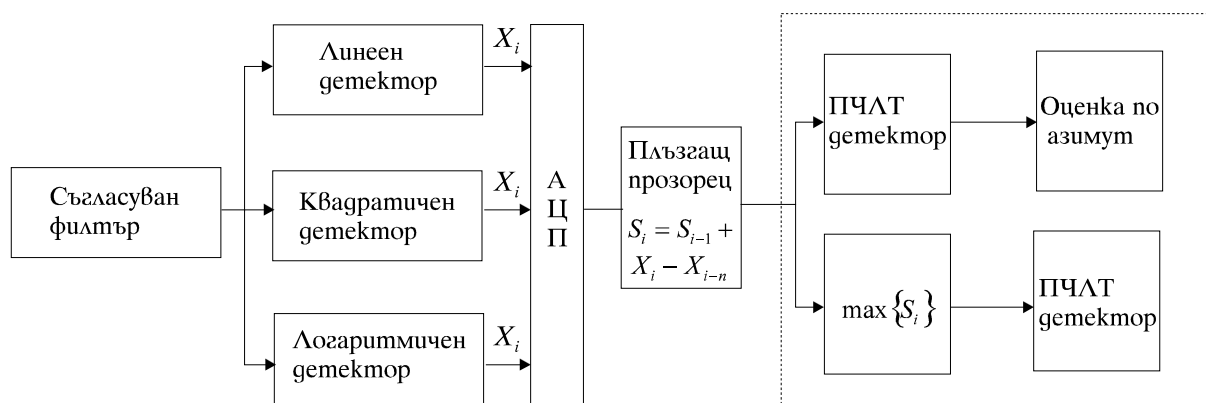 Съгласуван
филтър
Линеен
детектор
X_i
Квадратичен
детектор
X_i
Логаритмичен
детектор
X_i
А
Ц
П
Плъзгащ
прозорец
S_i = S_{i-1} +
X_i − X_{i-n}
ПЧЛТ
детектор
Оценка по
азимут
max {S_i}
ПЧЛТ
детектор